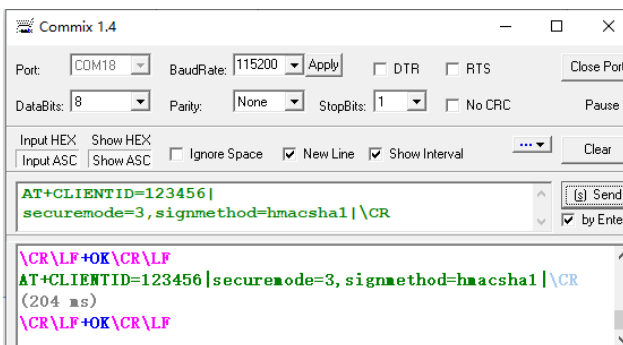 Commix 1.4
Port: COM18 BaudRate: 115200 Apply DTR RTS Close Port
DataBits: 8 Parity: None StopBits: 1 No CRC Pause
Input HEX Show HEX
Input ASC Show ASC Ignore Space New Line Show Interval ... Clear
AT+CLIENTID=123456|
securemode=3,signmethod=hmacsha1|\CR
(s) Send
by Ente
\CR\LF+OK\CR\LF
AT+CLIENTID=123456|securemode=3,signmethod=hmacsha1|\CR
(204 ms)
\CR\LF+OK\CR\LF